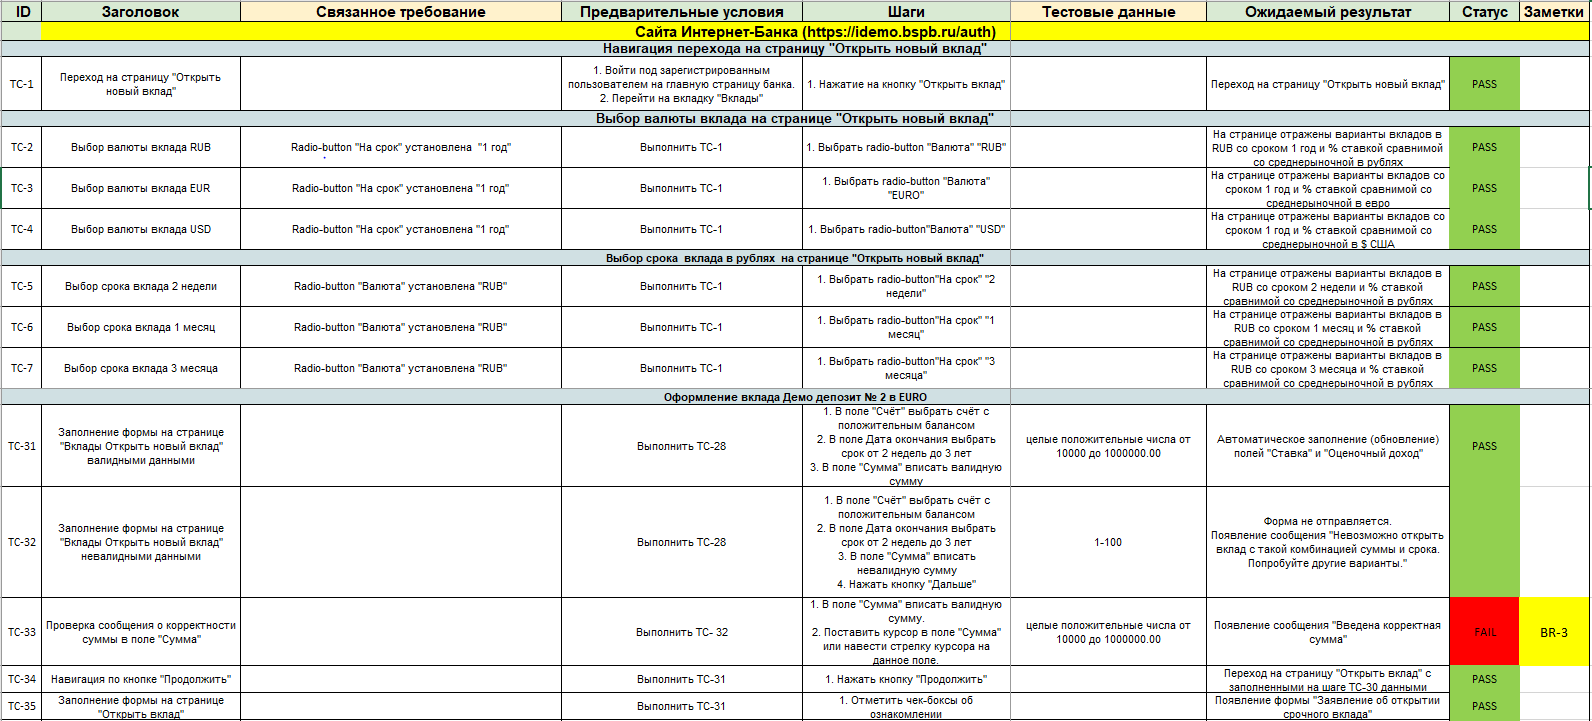 ID Заголовок Связанное требование Предварительные условия Шаги Тестовые данные Ожидаемый результат Статус Заметки
Сайта Интернет-Банка (https://idemo.bspb.ru/auth)
Навигация перехода на страницу "Открыть новый вклад"
TC-1
Переход на страницу "Открыть
новый вклад"
1. Войти под зарегистрированным
пользователем на главную страницу банка.
2. Перейти на вкладку "Вклады"
1. Нажатие на кнопку "Открыть вклад"
Переход на страницу "Открыть новый вклад"
PASS
Выбор валюты вклада на странице "Открыть новый вклад"
TC-2
Выбор валюты вклада RUB
Radio-button "На срок" установлена "1 год"
Выполнить TC-1
1. Выбрать radio-button "Валюта" "RUB"
На странице отражены варианты вкладов в
RUB со сроком 1 год и % ставкой сравнимой
со среднерыночной в рублях
PASS
TC-3
Выбор валюты вклада EUR
Radio-button "На срок" установлена "1 год"
Выполнить TC-1
1. Выбрать radio-button "Валюта"
"EURO"
На странице отражены варианты вкладов со
сроком 1 год и % ставкой сравнимой со
среднерыночной в евро
PASS
TC-4
Выбор валюты вклада USD
Radio-button "На срок" установлена "1 год"
Выполнить TC-1
1. Выбрать radio-button"Валюта" "USD"
На странице отражены варианты вкладов со
сроком 1 год и % ставкой сравнимой со
среднерыночной в $ США
PASS
Выбор срока вклада в рублях на странице "Открыть новый вклад"
TC-5
Выбор срока вклада 2 недели
Radio-button "Валюта" установлена "RUB"
Выполнить TC-1
1. Выбрать radio-button"На срок" "2
недели"
На странице отражены варианты вкладов в
RUB со сроком 2 недели и % ставкой
сравнимой со среднерыночной в рублях
PASS
TC-6
Выбор срока вклада 1 месяц
Radio-button "Валюта" установлена "RUB"
Выполнить TC-1
1. Выбрать radio-button"На срок" "1
месяц"
На странице отражены варианты вкладов в
RUB со сроком 1 месяц и % ставкой
сравнимой со среднерыночной в рублях
PASS
TC-7
Выбор срока вклада 3 месяца
Radio-button "Валюта" установлена "RUB"
Выполнить TC-1
1. Выбрать radio-button"На срок" "3
месяца"
На странице отражены варианты вкладов в
RUB со сроком 3 месяца и % ставкой
сравнимой со среднерыночной в рублях
PASS
Оформление вклада Демо депозит № 2 в EURO
TC-31
Заполнение формы на странице
"Вклады Открыть новый вклад"
валидными данными
Выполнить TC-28
1. В поле "Счёт" выбрать счёт с
положительным балансом
2. В поле Дата окончания выбрать
срок от 2 недель до 3 лет
3. В поле "Сумма" вписать валидную
сумму
целые положительные числа от
10000 до 1000000.00
Автоматическое заполнение (обновление)
полей "Ставка" и "Оценочный доход"
PASS
TC-32
Заполнение формы на странице
"Вклады Открыть новый вклад"
невалидными данными
Выполнить TC-28
1. В поле "Счёт" выбрать счёт с
положительным балансом
2. В поле Дата окончания выбрать
срок от 2 недель до 3 лет
3. В поле "Сумма" вписать
невалидную сумму
4. Нажать кнопку "Дальше"
1-100
Форма не отправляется.
Появление сообщения "Невозможно открыть
вклад с такой комбинацией суммы и срока.
Попробуйте другие варианты."
TC-33
Проверка сообщения о корректности
суммы в поле "Сумма"
Выполнить TC- 32
1. В поле "Сумма" вписать валидную
сумму.
2. Поставить курсор в поле "Сумма"
или навести стрелку курсора на
данное поле.
целые положительные числа от
10000 до 1000000.00
Появление сообщения "Введена корректная
сумма"
FAIL
BR-3
TC-34
Навигация по кнопке "Продолжить"
Выполнить TC-31
1. Нажать кнопку "Продолжить"
Переход на страницу "Открыть вклад" с
заполненными на шаге TC-30 данными
PASS
TC-35
Заполнение формы на странице
"Открыть вклад"
Выполнить TC-31
1. Отметить чек-боксы об
ознакомлении
Появление формы "Заявление об открытии
срочного вклада"
PASS